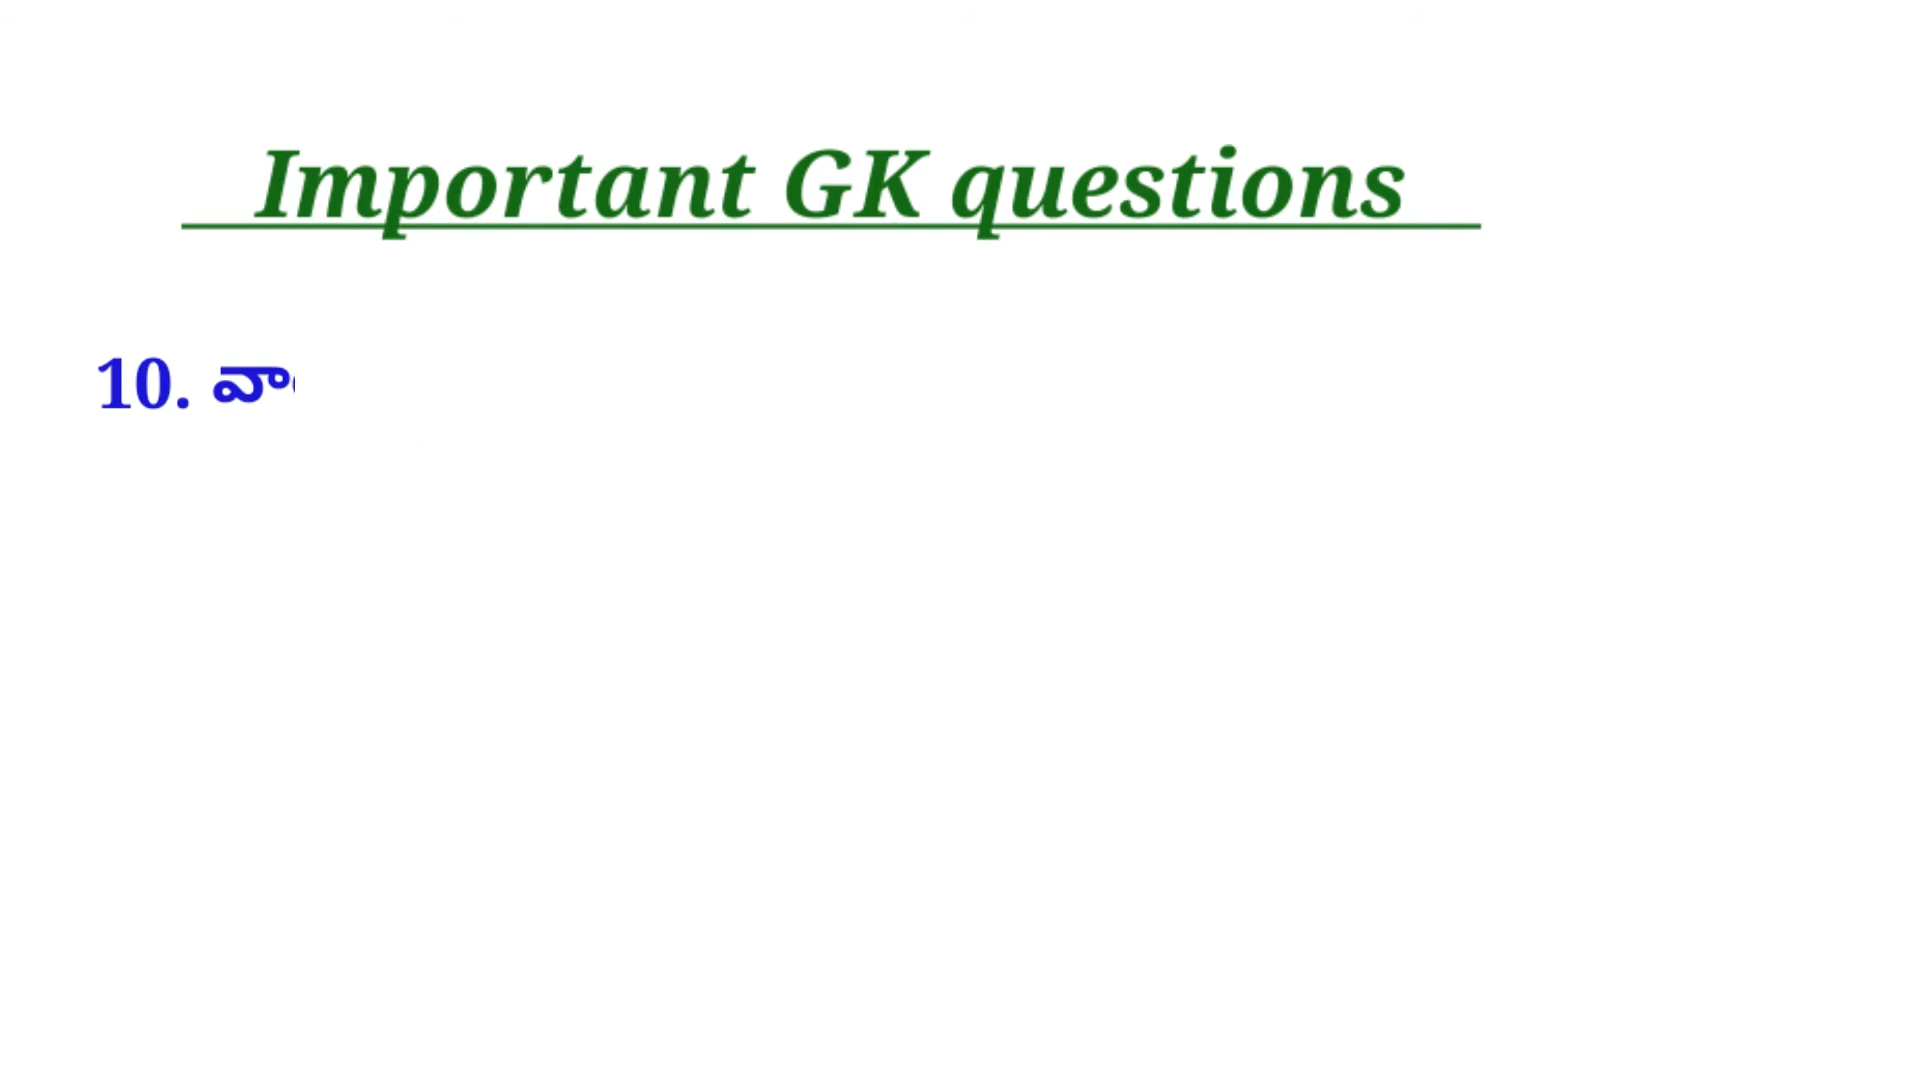 Important GK questions
10. వా